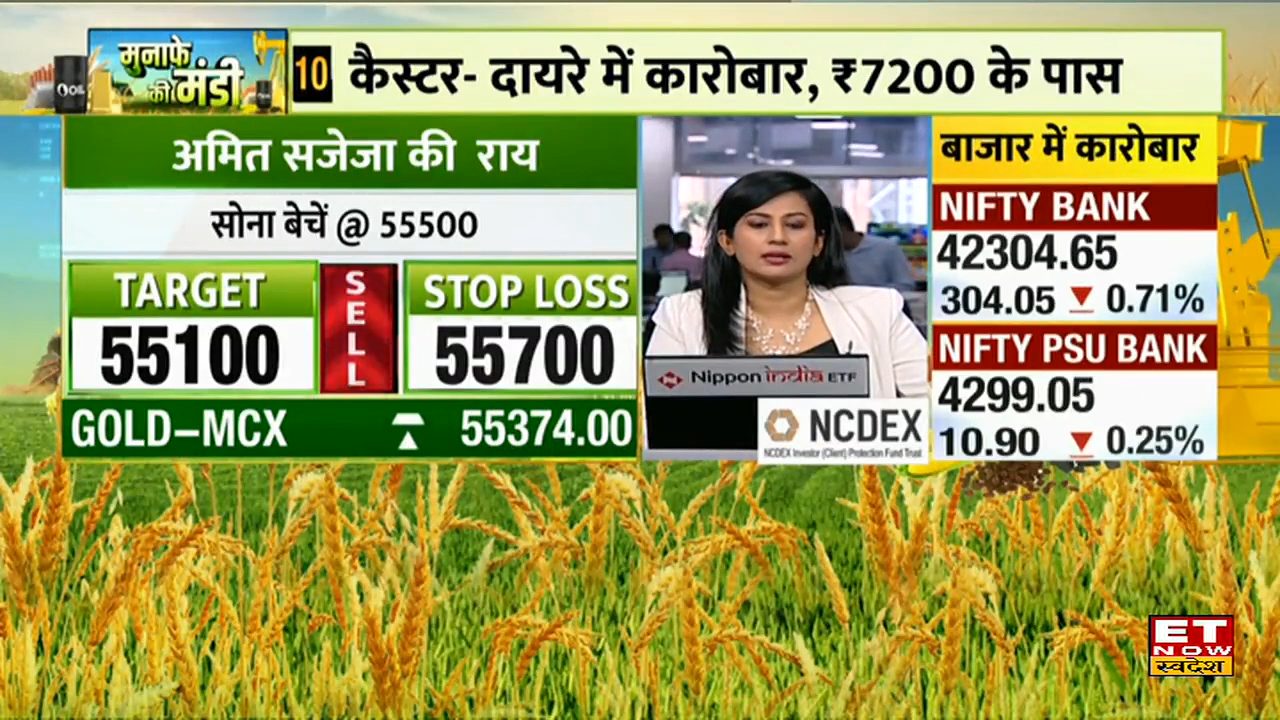 मुनाफे
की मंडी
OIL
10 कैस्टर- दायरे में कारोबार, ₹7200 के पास
अमित सजेजा की राय
सोना बेचें @ 55500
TARGET
55100
SELL
STOP LOSS
55700
GOLD-MCX 55374.00
Nippon india ETF
NCDEX
NCDEX Investor (Client) Protection Fund Trust
बाजार में कारोबार
NIFTY BANK
42304.65
304.05 0.71%
NIFTY PSU BANK
4299.05
10.90 0.25%
ET
NOW
स्वदेश